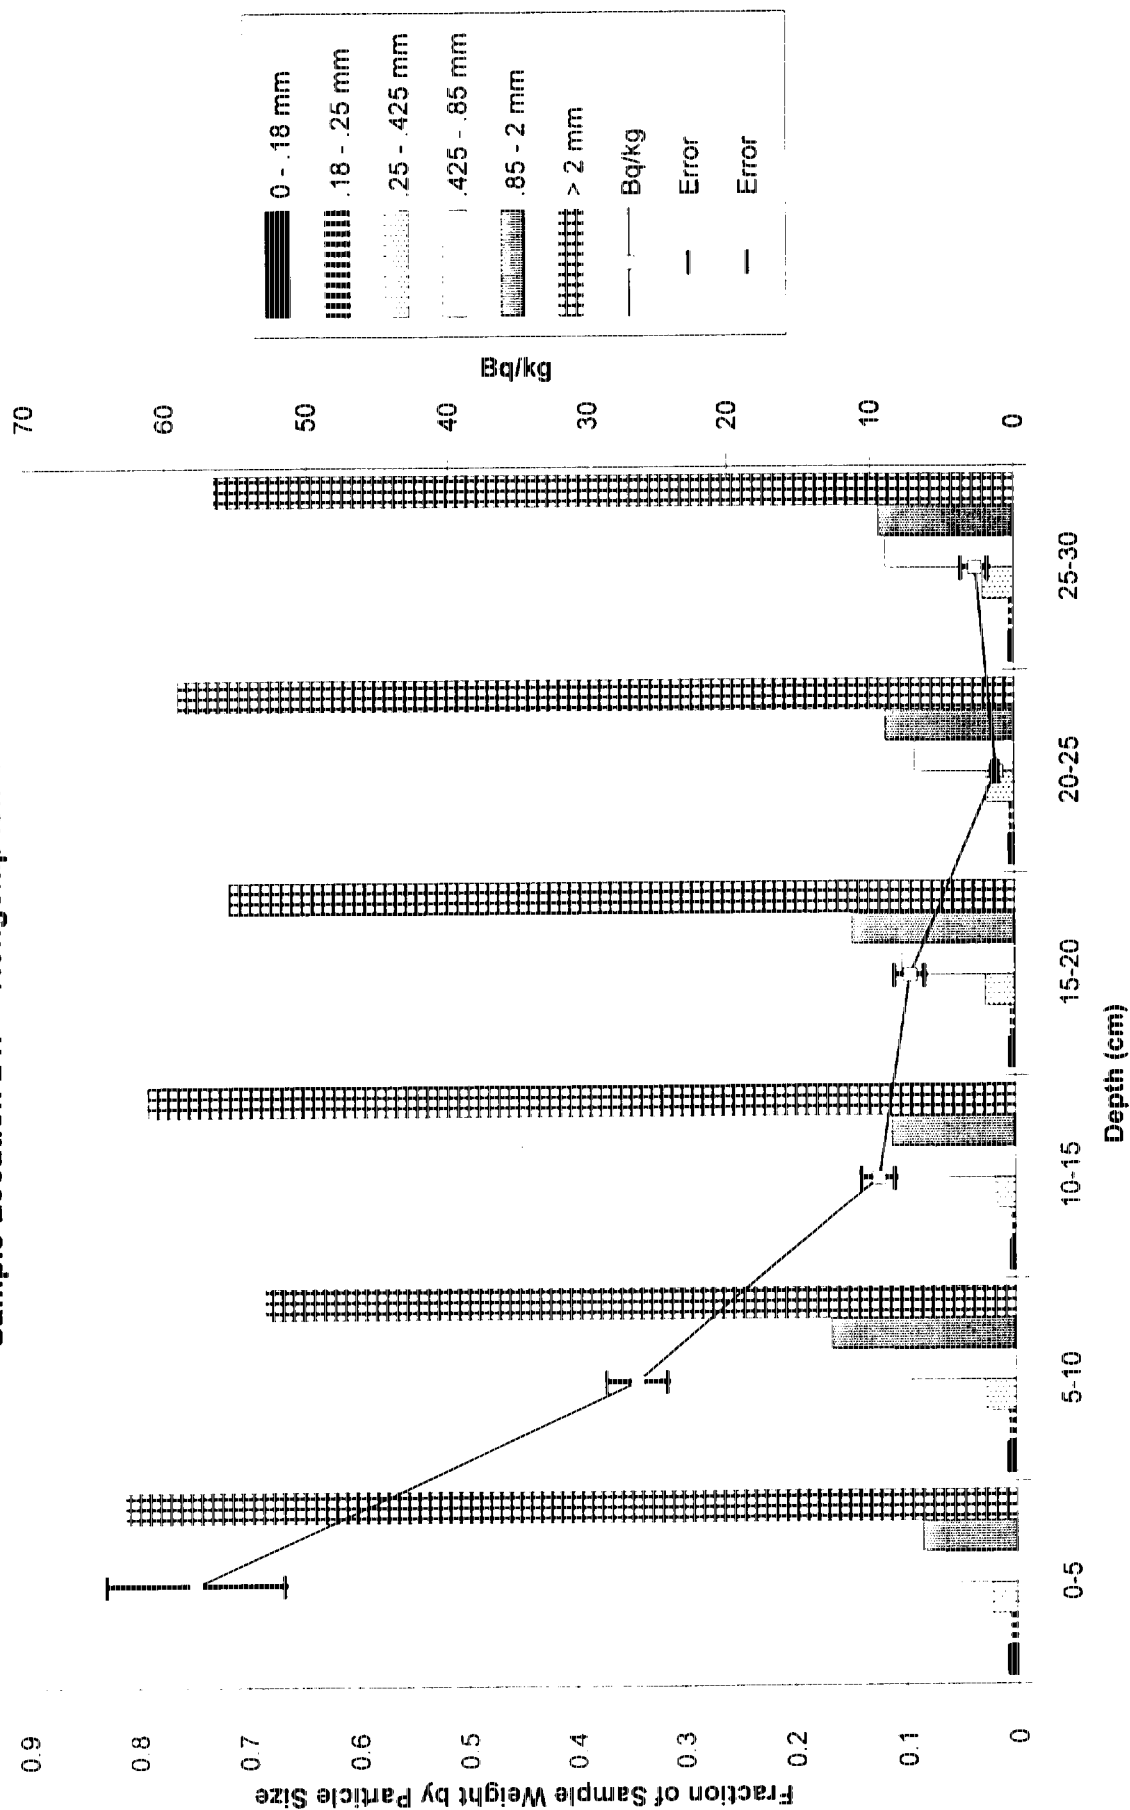 0 - .18 mm
.18 - .25 mm
.25 - .425 mm
.425 - .85 mm
.85 - 2 mm
> 2 mm
Bq/kg
Error
Error
Fraction of Sample Weight by Particle Size
0.9
0.8
0.7
0.6
0.5
0.4
0.3
0.2
0.1
0
Bq/kg
70
60
50
40
30
20
10
0
0-5
5-10
10-15
15-20
20-25
25-30
Depth (cm)